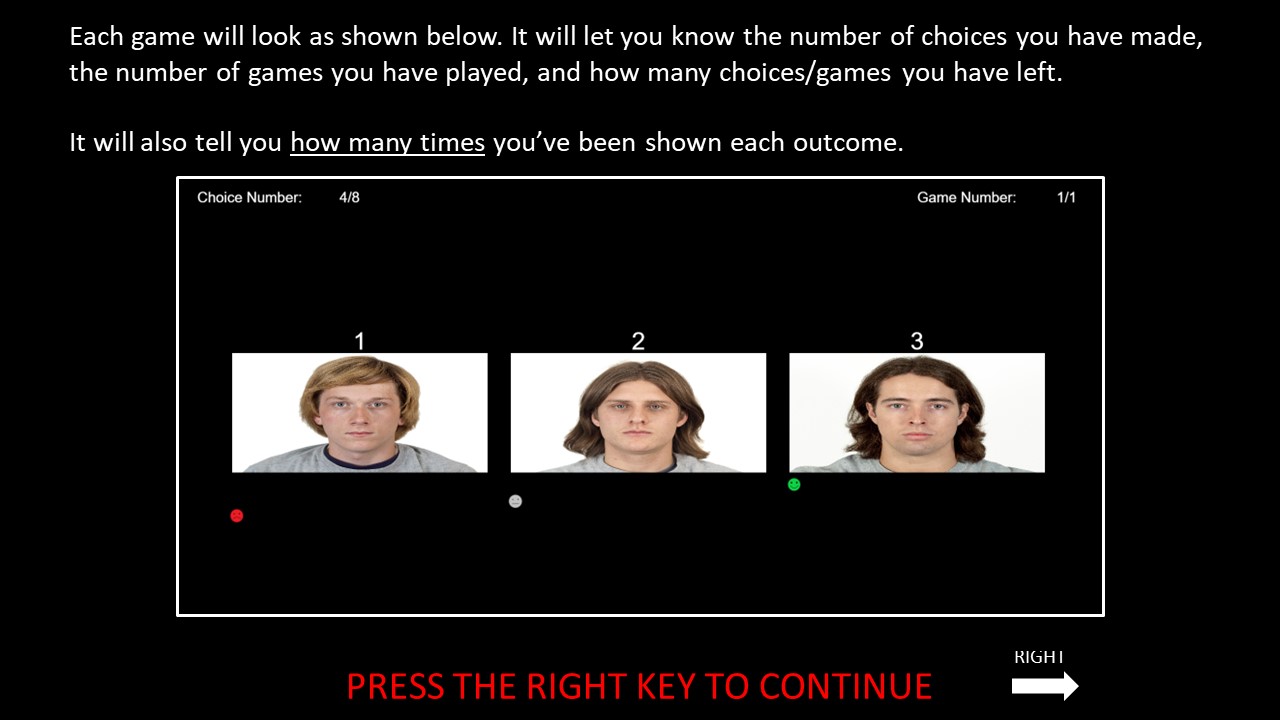 Each game will look as shown below. It will let you know the number of choices you have made,
the number of games you have played, and how many choices/games you have left.
It will also tell you how many times you’ve been shown each outcome.
Choice Number: 4/8 Game Number: 1/1
1 2 3
RIGHT
PRESS THE RIGHT KEY TO CONTINUE